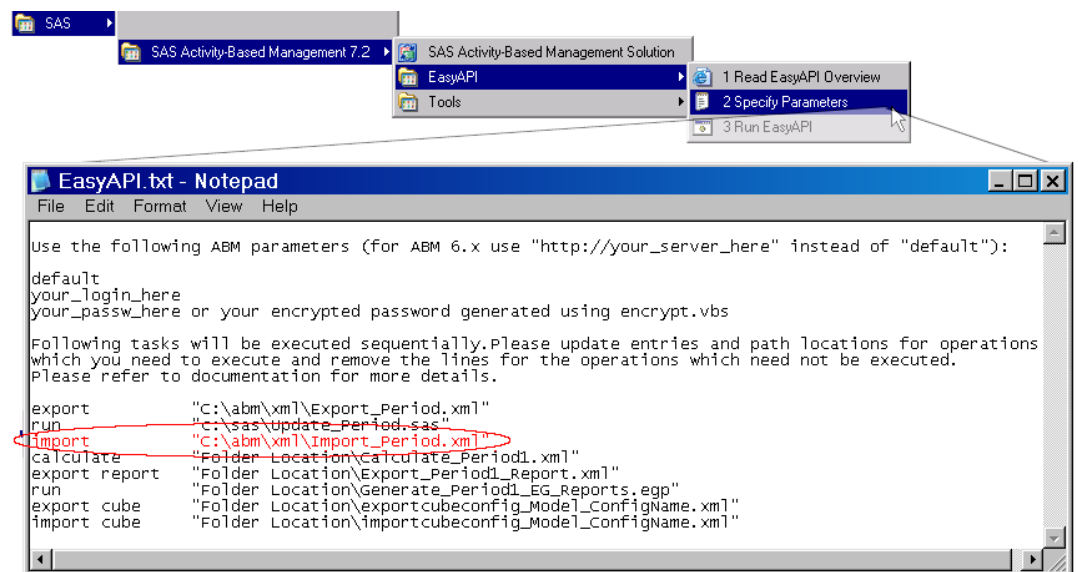 SAS
SAS Activity-Based Management 7.2
SAS Activity-Based Management Solution
EasyAPI
Tools
1 Read EasyAPI Overview
2 Specify Parameters
3 Run EasyAPI
EasyAPI.txt - Notepad
File Edit Format View Help
Use the following ABM parameters (for ABM 6.x use "http://your_server_here" instead of "default"):
default
your_login_here
your_passw_here or your encrypted password generated using encrypt.vbs
Following tasks will be executed sequentially.Please update entries and path locations for operations
which you need to execute and remove the lines for the operations which need not be executed.
Please refer to documentation for more details.
export "C:\abm\xml\Export_Period.xml"
run "c:\sas\Update_Period.sas"
import "C:\abm\xml\Import_Period.xml"
calculate "Folder Location\Calculate_Period1.xml"
export report "Folder Location\Export_Period1_Report.xml"
run "Folder Location\Generate_Period1_EG_Reports.egp"
export cube "Folder Location\exportcubeconfig_Model_ConfigName.xml"
import cube "Folder Location\importcubeconfig_Model_ConfigName.xml"